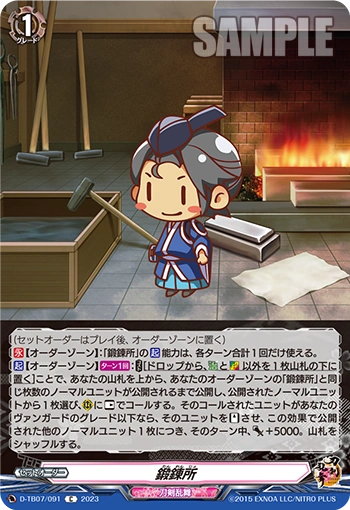 SAMPLE
1
グレード
(セットオーダーはプレイ後、オーダーゾーンに置く)
永【オーダーゾーン】:「鍛錬所」の起能力は、各ターン合計1回だけ使える。
起【オーダーゾーン】ターン1回:[ドロップから、と以外を1枚山札の下
に置く]ことで、あなたの山札を上から、あなたのオーダーゾーンの「鍛錬所」と同
じ枚数のノーマルユニットが公開されるまで公開し、公開されたノーマルユニッ
トから1枚選び、にコールする。そのコールされたユニットがあなたの
ヴァンガードのグレード以下なら、そのユニットをさせ、この効果で公開
された他のノーマルユニット1枚につき、そのターン中、+5000。山札を
シャッフルする。
セットオーダー
鍛錬所
D-TB07/091 C 2023
刀剣乱舞
©2015 EXNOA LLC/NITRO PLUS